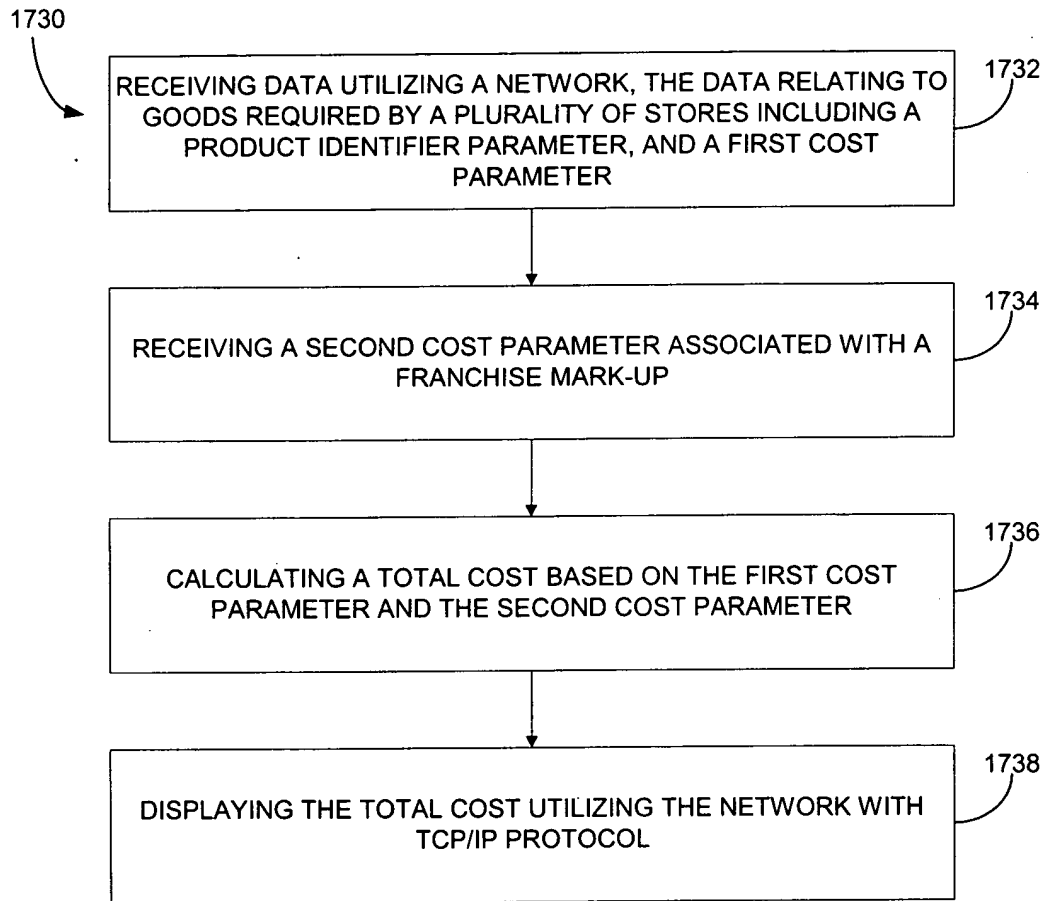 1730
RECEIVING DATA UTILIZING A NETWORK, THE DATA RELATING TO
GOODS REQUIRED BY A PLURALITY OF STORES INCLUDING A
PRODUCT IDENTIFIER PARAMETER, AND A FIRST COST
PARAMETER
1732
RECEIVING A SECOND COST PARAMETER ASSOCIATED WITH A
FRANCHISE MARK-UP
1734
CALCULATING A TOTAL COST BASED ON THE FIRST COST
PARAMETER AND THE SECOND COST PARAMETER
1736
DISPLAYING THE TOTAL COST UTILIZING THE NETWORK WITH
TCP/IP PROTOCOL
1738